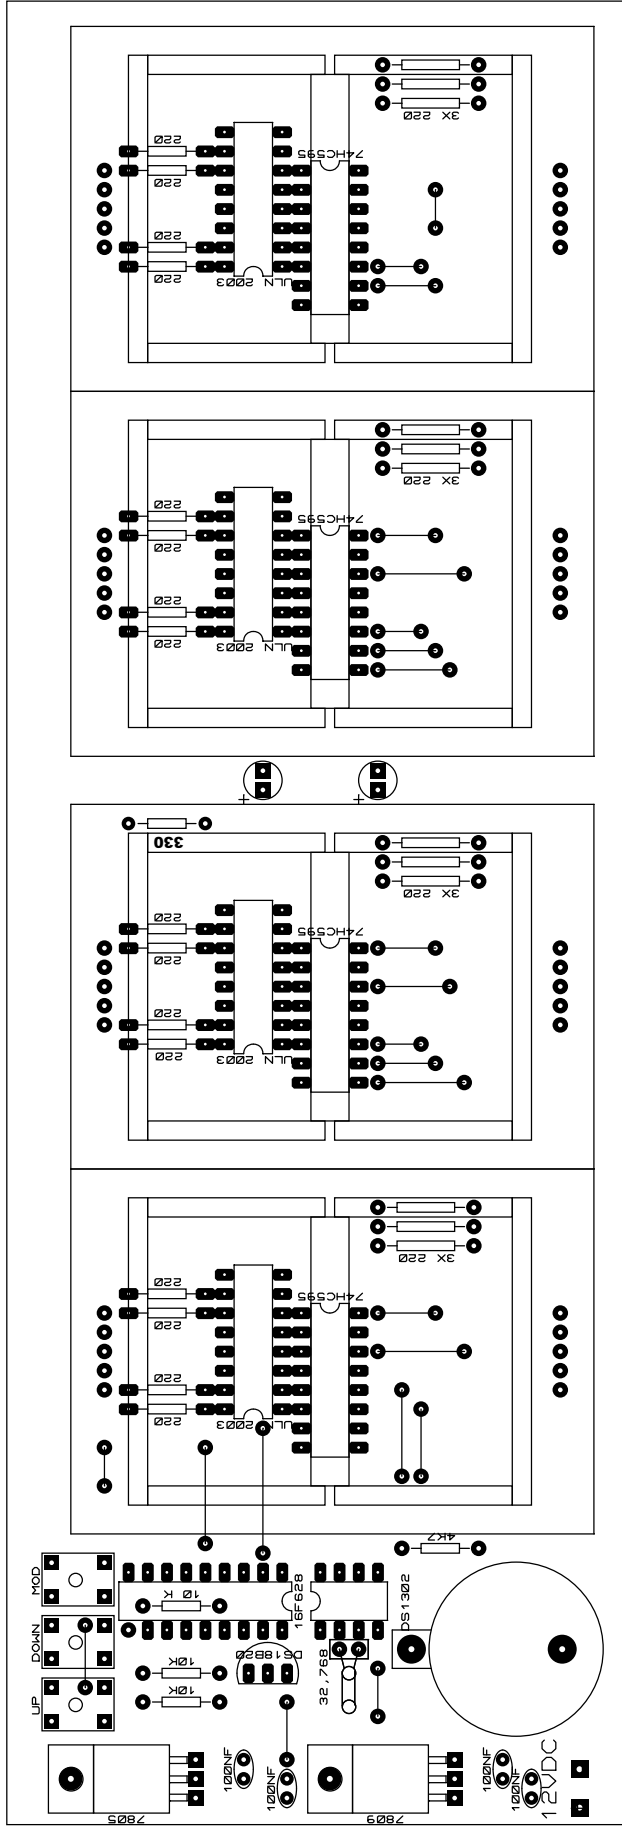 3X 220
220
74HC595
220
220
ULN 2003
220
3X 220
220
74HC595
220
220
ULN 2003
220
+
+
330
3X 220
220
74HC595
220
220
ULN 2003
220
3X 220
220
74HC595
220
220
ULN 2003
220
4K7
MOD
10 K
16F628
DS1302
DOWN
10K
DS18B20
32,768
UP
10K
100NF
100NF
100NF
100NF
12VDC
7805
7809